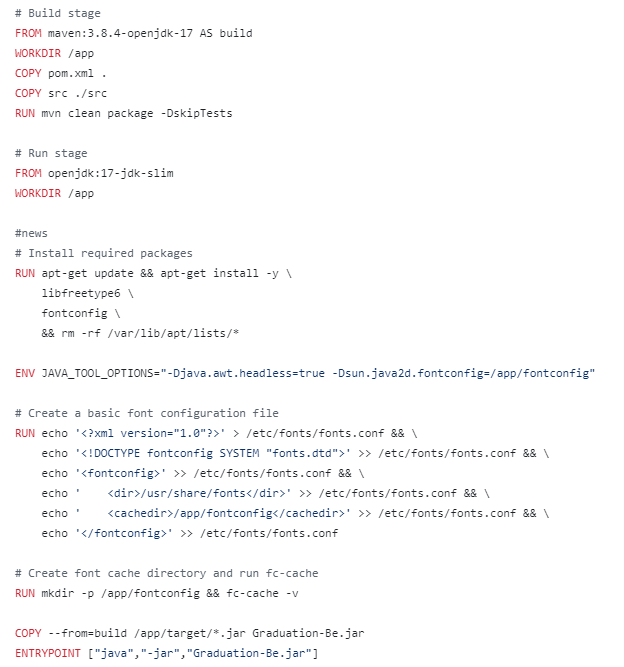 # Build stage
FROM maven:3.8.4-openjdk-17 AS build
WORKDIR /app
COPY pom.xml .
COPY src ./src
RUN mvn clean package -DskipTests

# Run stage
FROM openjdk:17-jdk-slim
WORKDIR /app

#news
# Install required packages
RUN apt-get update && apt-get install -y \
    libfreetype6 \
    fontconfig \
    && rm -rf /var/lib/apt/lists/*

ENV JAVA_TOOL_OPTIONS="-Djava.awt.headless=true -Dsun.java2d.fontconfig=/app/fontconfig"

# Create a basic font configuration file
RUN echo '<?xml version="1.0"?>' > /etc/fonts/fonts.conf && \
    echo '<!DOCTYPE fontconfig SYSTEM "fonts.dtd">' >> /etc/fonts/fonts.conf && \
    echo '<fontconfig>' >> /etc/fonts/fonts.conf && \
    echo '    <dir>/usr/share/fonts</dir>' >> /etc/fonts/fonts.conf && \
    echo '    <cachedir>/app/fontconfig</cachedir>' >> /etc/fonts/fonts.conf && \
    echo '</fontconfig>' >> /etc/fonts/fonts.conf

# Create font cache directory and run fc-cache
RUN mkdir -p /app/fontconfig && fc-cache -v

COPY --from=build /app/target/*.jar Graduation-Be.jar
ENTRYPOINT ["java","-jar","Graduation-Be.jar"]